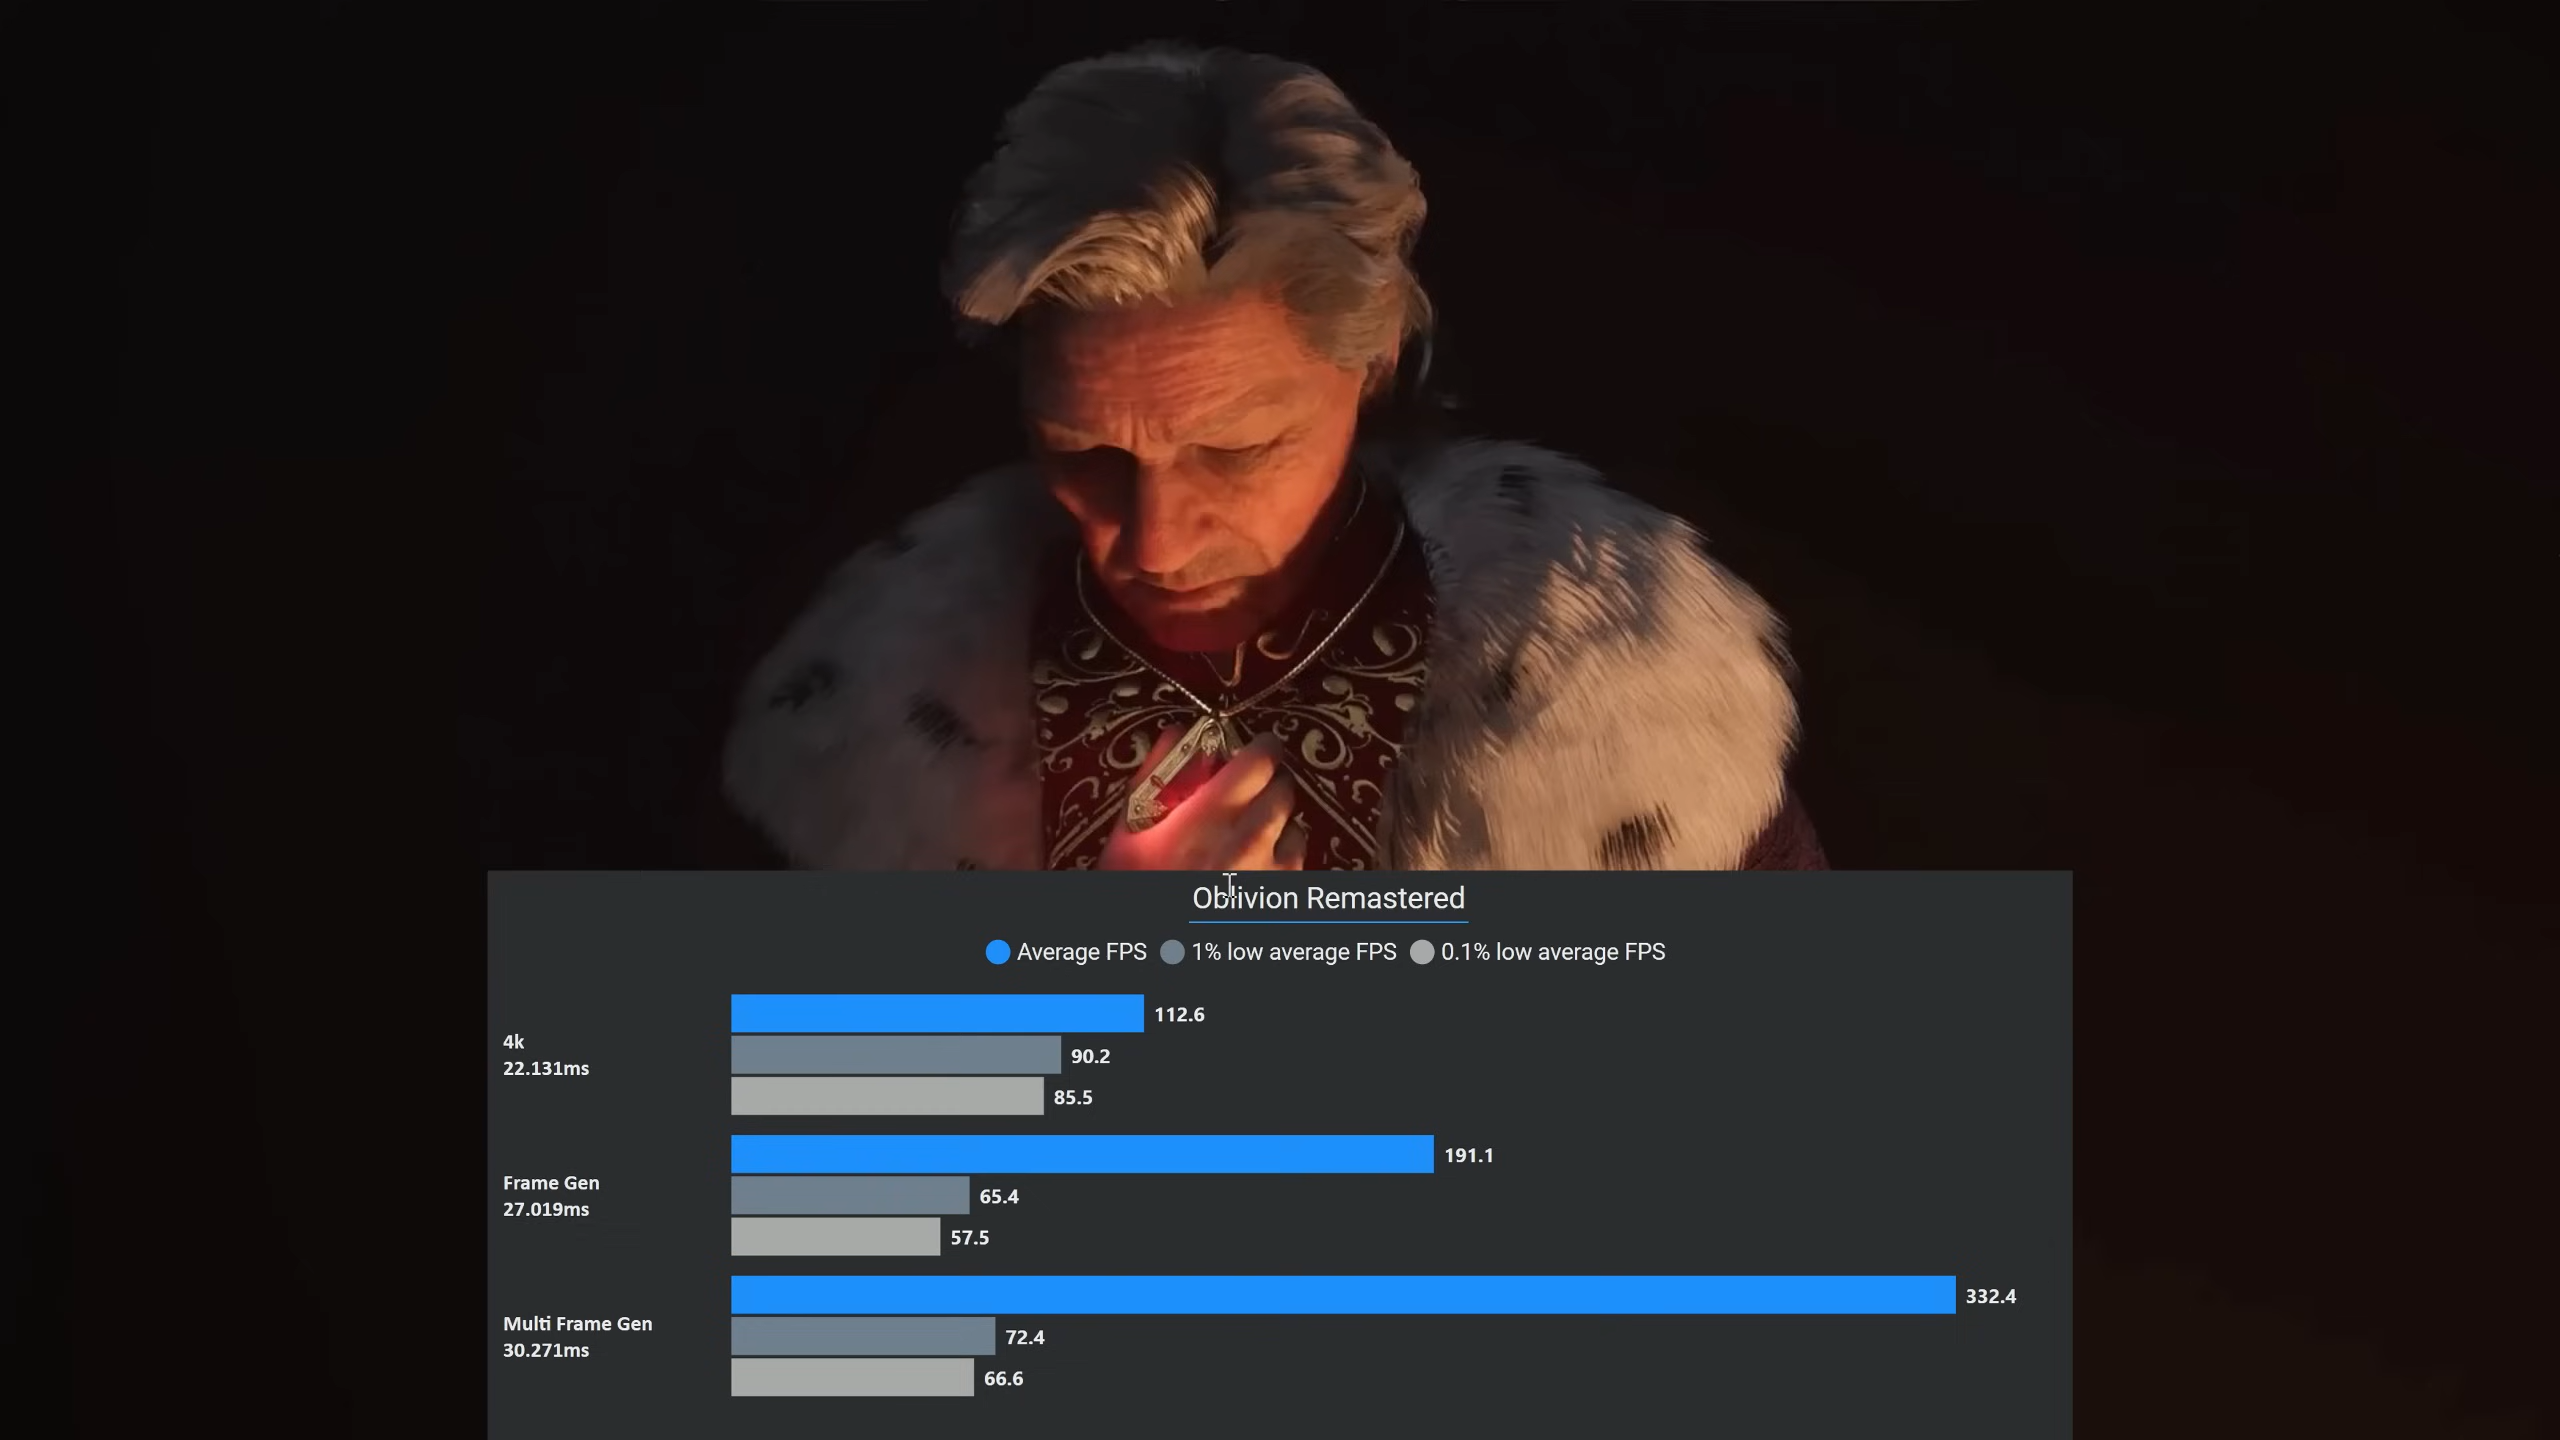 Oblivion Remastered
Average FPS 1% low average FPS 0.1% low average FPS
4k
22.131ms
112.6
90.2
85.5
Frame Gen
27.019ms
191.1
65.4
57.5
Multi Frame Gen
30.271ms
332.4
72.4
66.6